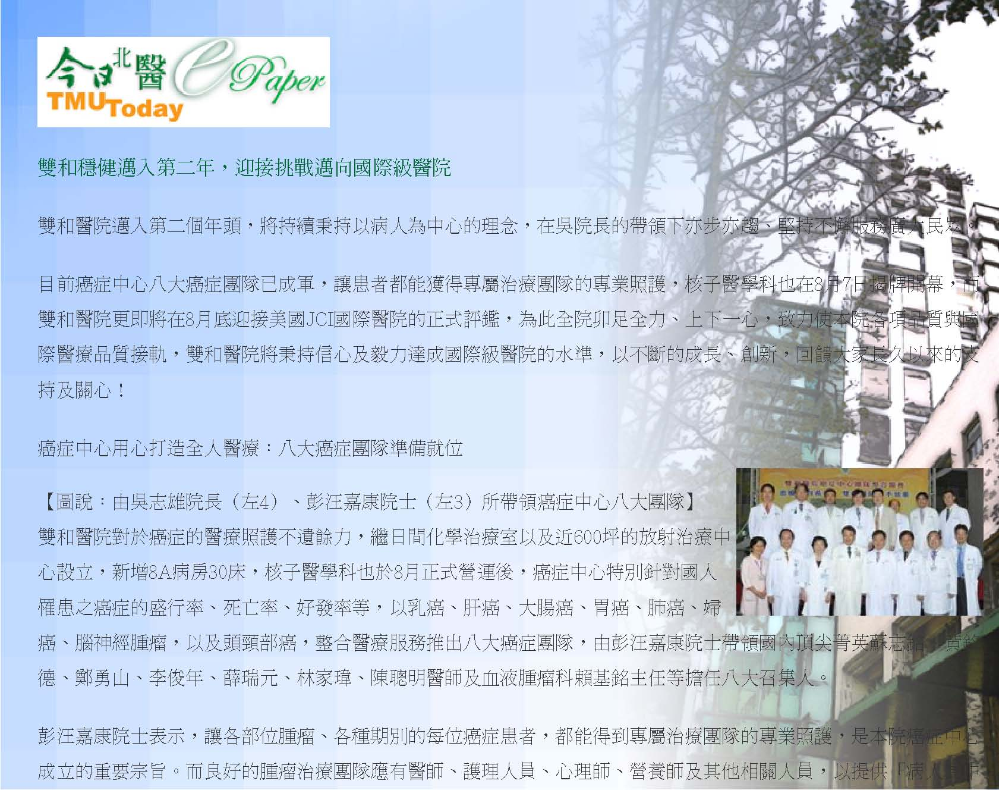 今日北醫 e Paper
TMU Today
雙和穩健邁入第二年，迎接挑戰邁向國際級醫院
雙和醫院邁入第二個年頭，將持續秉持以病人為中心的理念，在吳院長的帶領下亦步亦趨、堅持不懈服務廣大民眾。
目前癌症中心八大癌症團隊已成軍，讓患者都能獲得專屬治療團隊的專業照護，核子醫學科也在8月7日揭牌開幕，而
雙和醫院更即將在8月底迎接美國JCI國際醫院的正式評鑑，為此全院卯足全力、上下一心，致力使本院各項品質與國
際醫療品質接軌，雙和醫院將秉持信心及毅力達成國際級醫院的水準，以不斷的成長、創新，回饋大家長久以來的支
持及關心！
癌症中心用心打造全人醫療：八大癌症團隊準備就位
【圖說：由吳志雄院長（左4）、彭汪嘉康院士（左3）所帶領癌症中心八大團隊】
雙和醫院對於癌症的醫療照護不遺餘力，繼日間化學治療室以及近600坪的放射治療中
心設立，新增8A病房30床，核子醫學科也於8月正式營運後，癌症中心特別針對國人
罹患之癌症的盛行率、死亡率、好發率等，以乳癌、肝癌、大腸癌、胃癌、肺癌、婦
癌、腦神經腫瘤，以及頭頸部癌，整合醫療服務推出八大癌症團隊，由彭汪嘉康院士帶領國內頂尖菁英蘇志銘、黃銘
德、鄭勇山、李俊年、薛瑞元、林家瑋、陳聰明醫師及血液腫瘤科賴基銘主任等擔任八大召集人。
彭汪嘉康院士表示，讓各部位腫瘤、各種期別的每位癌症患者，都能得到專屬治療團隊的專業照護，是本院癌症中心
成立的重要宗旨。而良好的腫瘤治療團隊應有醫師、護理人員、心理師、營養師及其他相關人員，以提供「病人為中